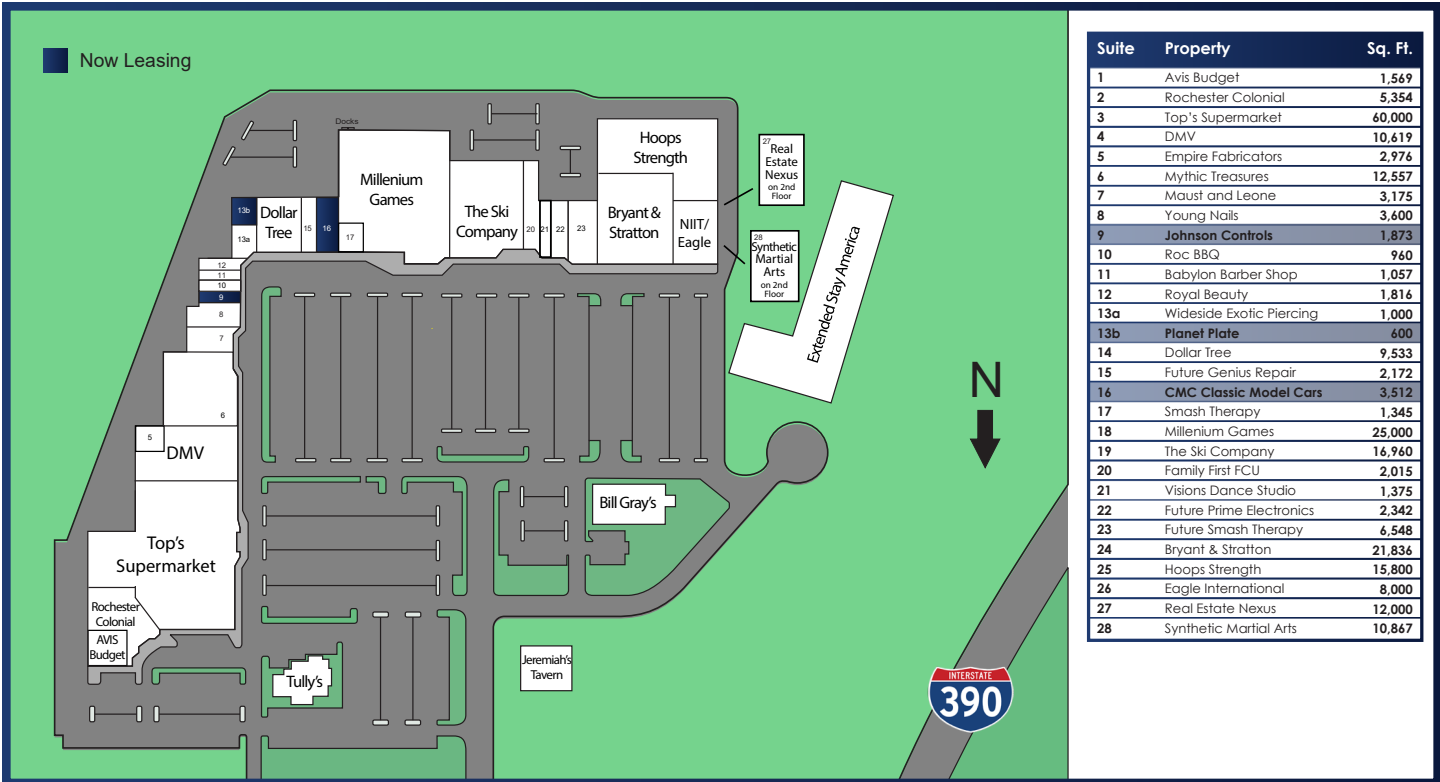 Now Leasing
Docks
Hoops
Strength
27
Real
Estate
Nexus
on 2nd
Floor
Millenium
Games
13b
Dollar
Tree
15
16
17
13a
The Ski
Company
20
21
22
23
Bryant &
Stratton
NIIT/
Eagle
28
Synthetic
Martial
Arts
on 2nd
Floor
Extended Stay America
12
11
10
9
8
7
6
5
DMV
N
Bill Gray's
Top's
Supermarket
Rochester
Colonial
AVIS
Budget
Tully's
Jeremiah's
Tavern
INTERSTATE
390
Suite Property Sq. Ft.
1 Avis Budget 1,569
2 Rochester Colonial 5,354
3 Top's Supermarket 60,000
4 DMV 10,619
5 Empire Fabricators 2,976
6 Mythic Treasures 12,557
7 Maust and Leone 3,175
8 Young Nails 3,600
9 Johnson Controls 1,873
10 Roc BBQ 960
11 Babylon Barber Shop 1,057
12 Royal Beauty 1,816
13a Wideside Exotic Piercing 1,000
13b Planet Plate 600
14 Dollar Tree 9,533
15 Future Genius Repair 2,172
16 CMC Classic Model Cars 3,512
17 Smash Therapy 1,345
18 Millenium Games 25,000
19 The Ski Company 16,960
20 Family First FCU 2,015
21 Visions Dance Studio 1,375
22 Future Prime Electronics 2,342
23 Future Smash Therapy 6,548
24 Bryant & Stratton 21,836
25 Hoops Strength 15,800
26 Eagle International 8,000
27 Real Estate Nexus 12,000
28 Synthetic Martial Arts 10,867